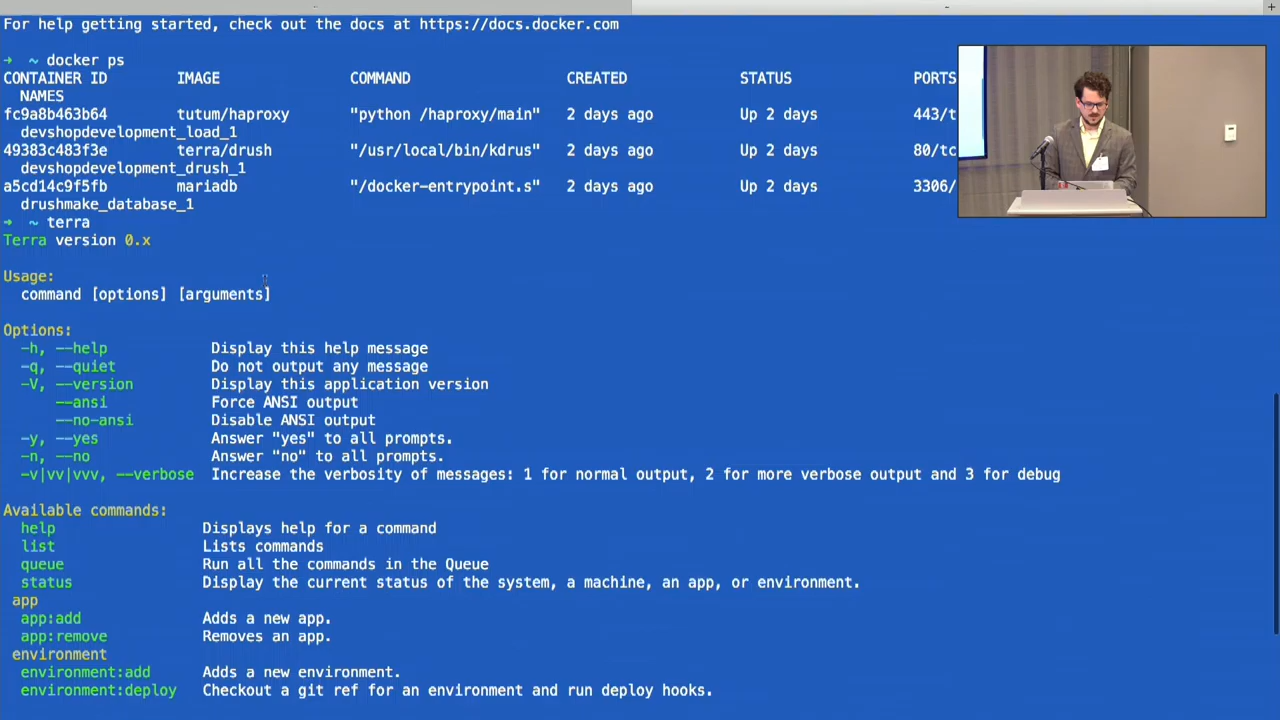 For help getting started, check out the docs at https://docs.docker.com
→ ~ docker ps
CONTAINER ID IMAGE COMMAND CREATED STATUS PORTS
NAMES
fc9a8b463b64 tutum/haproxy "python /haproxy/main" 2 days ago Up 2 days 443/t
devshopdevelopment_load_1
49383c483f3e terra/drush "/usr/local/bin/kdrus" 2 days ago Up 2 days 80/tc
devshopdevelopment_drush_1
a5cd14c9f5fb mariadb "/docker-entrypoint.s" 2 days ago Up 2 days 3306/
drushmake_database_1
→ ~ terra
Terra version 0.x
Usage:
command [options] [arguments]
Options:
-h, --help Display this help message
-q, --quiet Do not output any message
-V, --version Display this application version
--ansi Force ANSI output
--no-ansi Disable ANSI output
-y, --yes Answer "yes" to all prompts.
-n, --no Answer "no" to all prompts.
-v|vv|vvv, --verbose Increase the verbosity of messages: 1 for normal output, 2 for more verbose output and 3 for debug
Available commands:
help Displays help for a command
list Lists commands
queue Run all the commands in the Queue
status Display the current status of the system, a machine, an app, or environment.
app
app:add Adds a new app.
app:remove Removes an app.
environment
environment:add Adds a new environment.
environment:deploy Checkout a git ref for an environment and run deploy hooks.